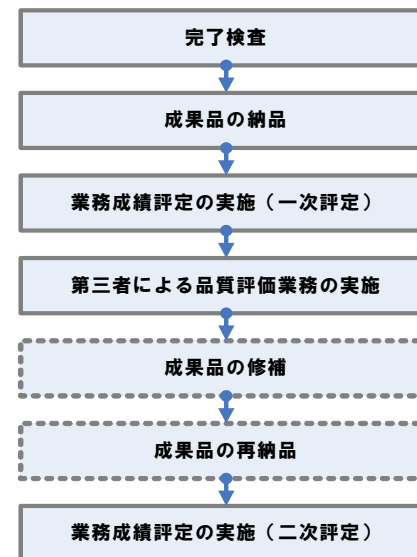 完了検査
成果品の納品
業務成績評定の実施（一次評定）
第三者による品質評価業務の実施
成果品の修補
成果品の再納品
業務成績評定の実施（二次評定）